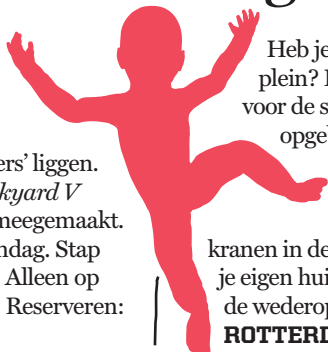 ers’ liggen.
kyard V
meegemaakt.
ndag. Stap
Alleen op
Reserveren:
Heb je
plein?
voor de s
opge
kranen in de
je eigen hui
de wederop
ROTTERD